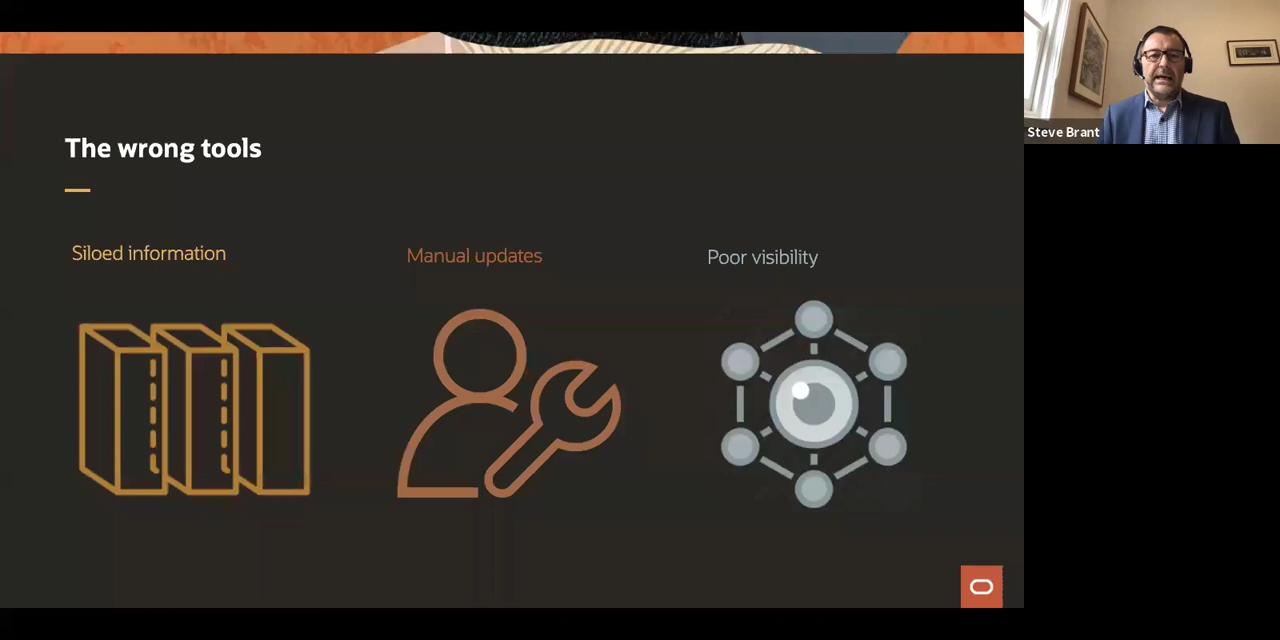 The wrong tools
Siloed information
Manual updates
Poor visibility
Steve Brant